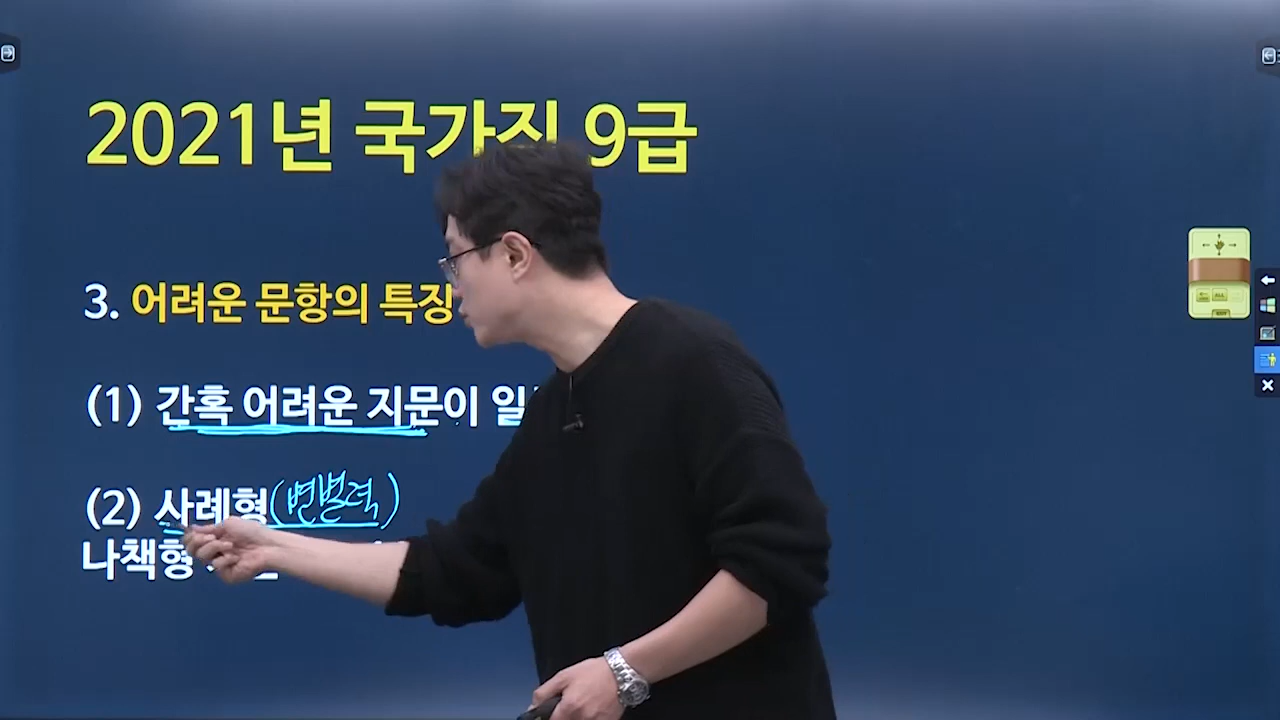 2021년 국가직 9급
3. 어려운 문항의 특징
(1) 간혹 어려운 지문이 일
(2) 사례형(변별력)
나책형
ALL
EXIT